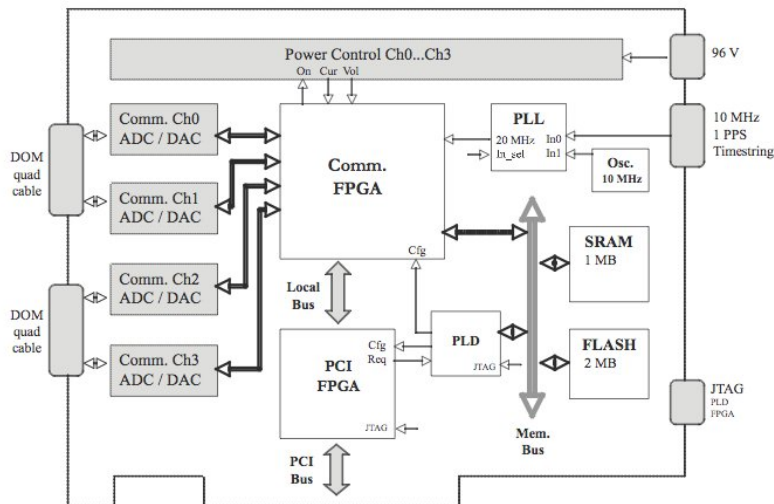 Power Control Ch0...Ch3
On Cur Vol
96 V
Comm. Ch0
ADC / DAC
DOM
quad
cable
Comm. Ch1
ADC / DAC
Comm.
FPGA
Cfg
PLL
20 MHz In0
In_sel In1
Osc.
10 MHz
10 MHz
1 PPS
Timestring
Comm. Ch2
ADC / DAC
DOM
quad
cable
Comm. Ch3
ADC / DAC
Local
Bus
SRAM
1 MB
PCI
FPGA
Cfg
Req
JTAG
PLD
JTAG
FLASH
2 MB
JTAG
PLD
FPGA
Mem.
Bus
PCI
Bus